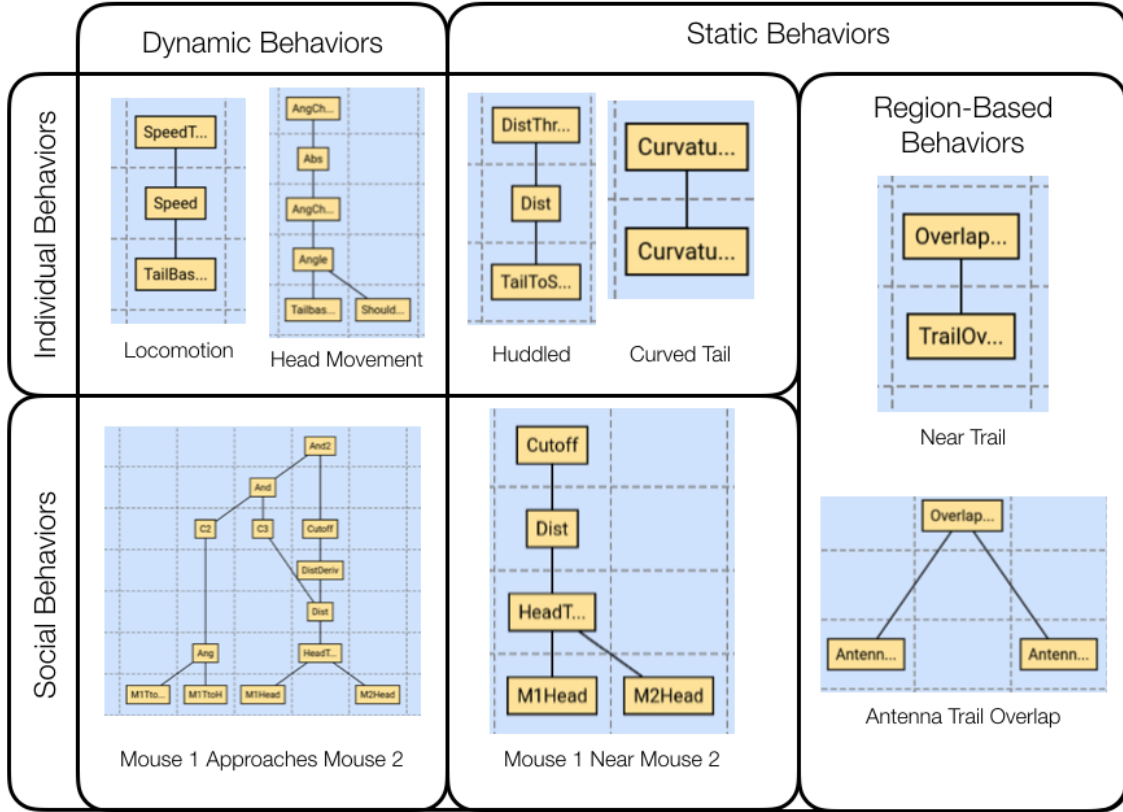 Dynamic Behaviors
Static Behaviors
Individual Behaviors
SpeedT...
Speed
TailBas...
Locomotion
AngCh...
Abs
AngCh...
Angle
Tailbas...
Should...
Head Movement
DistThr...
Dist
TailToS...
Huddled
Curvatu...
Curvatu...
Curved Tail
Region-Based
Behaviors
Overlap...
TrailOv...
Near Trail
Social Behaviors
And2
And
C2
C3
Cutoff
DistDeriv
Dist
Ang
HeadT...
M1Tto...
M1TtoH
M1Head
M2Head
Mouse 1 Approaches Mouse 2
Cutoff
Dist
HeadT...
M1Head
M2Head
Mouse 1 Near Mouse 2
Overlap...
Antenn...
Antenn...
Antenna Trail Overlap